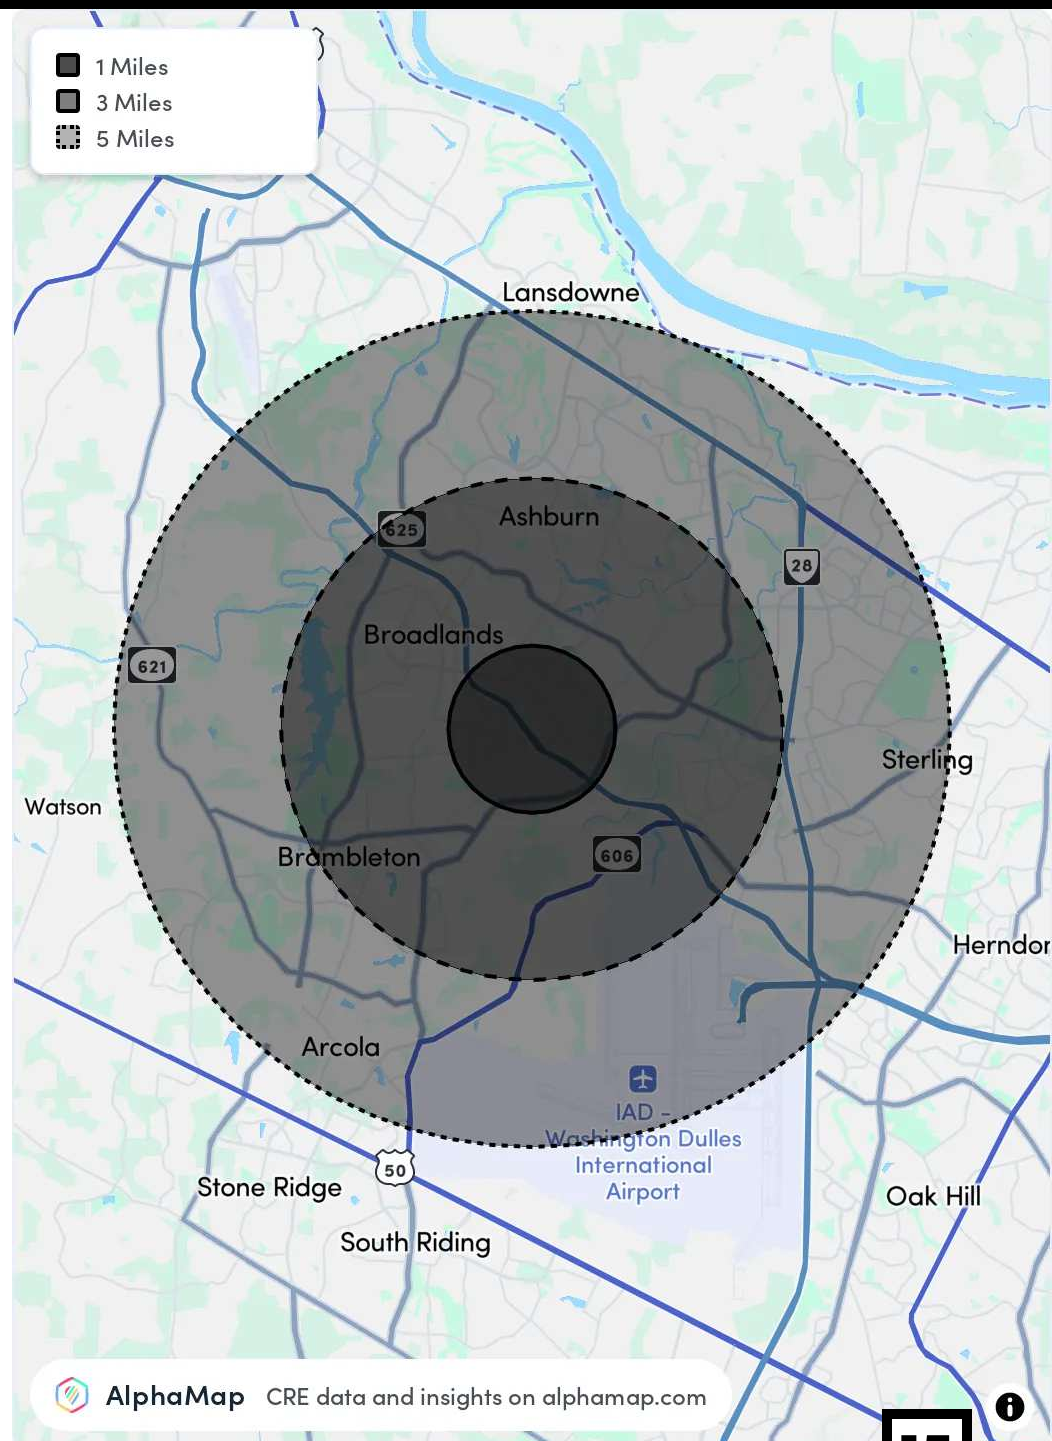 1 Miles
3 Miles
5 Miles
Lansdowne
Ashburn
625
28
Broadlands
621
Sterling
Watson
Brambleton
606
Herndon
Arcola
IAD -
Washington Dulles
International
Airport
50
Stone Ridge
Oak Hill
South Riding
AlphaMap CRE data and insights on alphamap.com